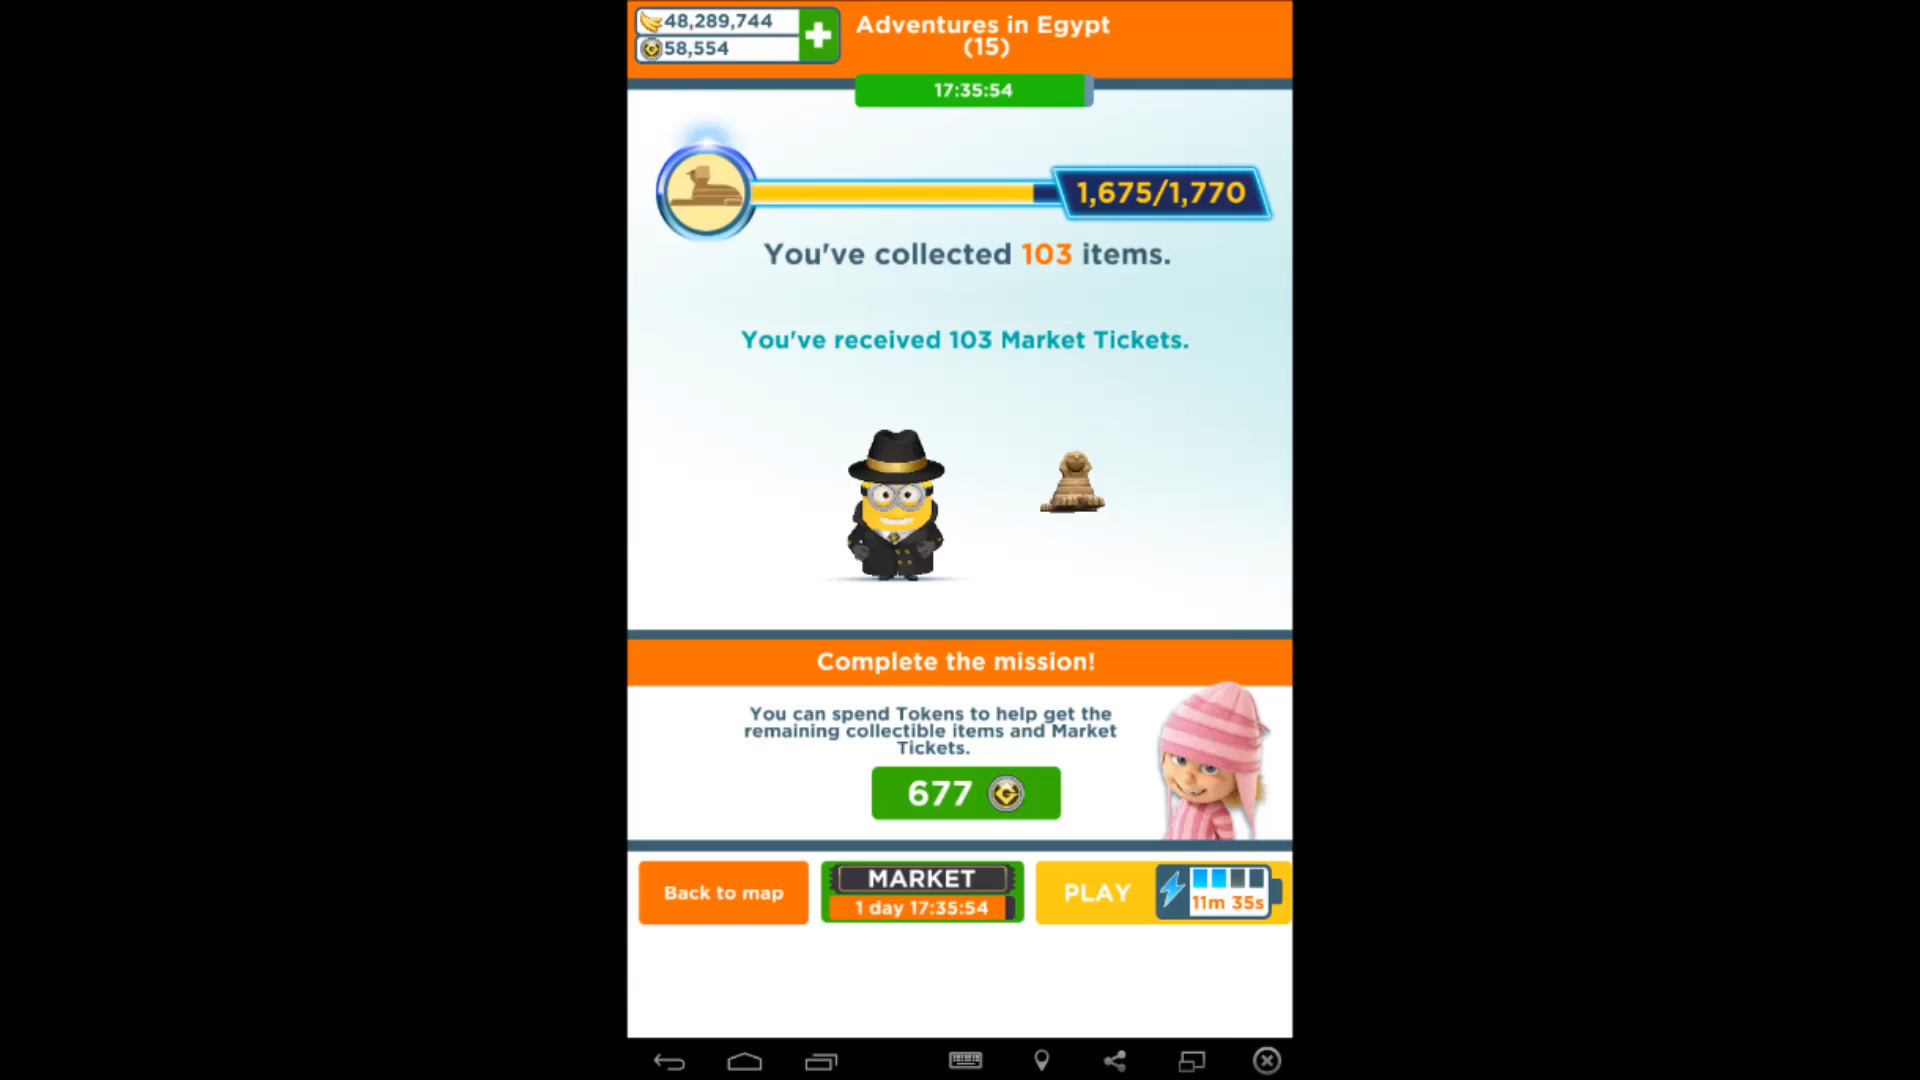 48,289,744
58,554
Adventures in Egypt
(15)
17:35:54
1,675/1,770
You've collected 103 items.
You've received 103 Market Tickets.
Complete the mission!
You can spend Tokens to help get the
remaining collectible items and Market
Tickets.
677
Back to map
MARKET
1 day 17:35:54
PLAY
11m 35s